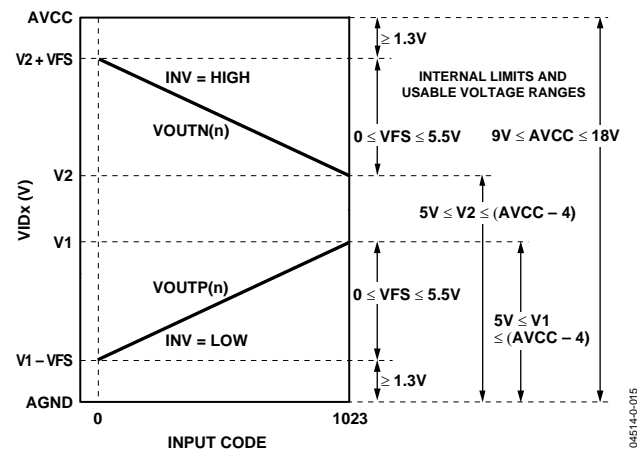 AVCC
≥ 1.3V
V2 + VFS
INV = HIGH
INTERNAL LIMITS AND
USABLE VOLTAGE RANGES
VOUTN(n)
0 ≤ VFS ≤ 5.5V
9V ≤ AVCC ≤ 18V
V2
VIDx (V)
5V ≤ V2 ≤ (AVCC – 4)
V1
VOUTP(n)
0 ≤ VFS ≤ 5.5V
5V ≤ V1
≤ (AVCC – 4)
INV = LOW
V1 – VFS
≥ 1.3V
AGND
0
1023
INPUT CODE
04514-0-015